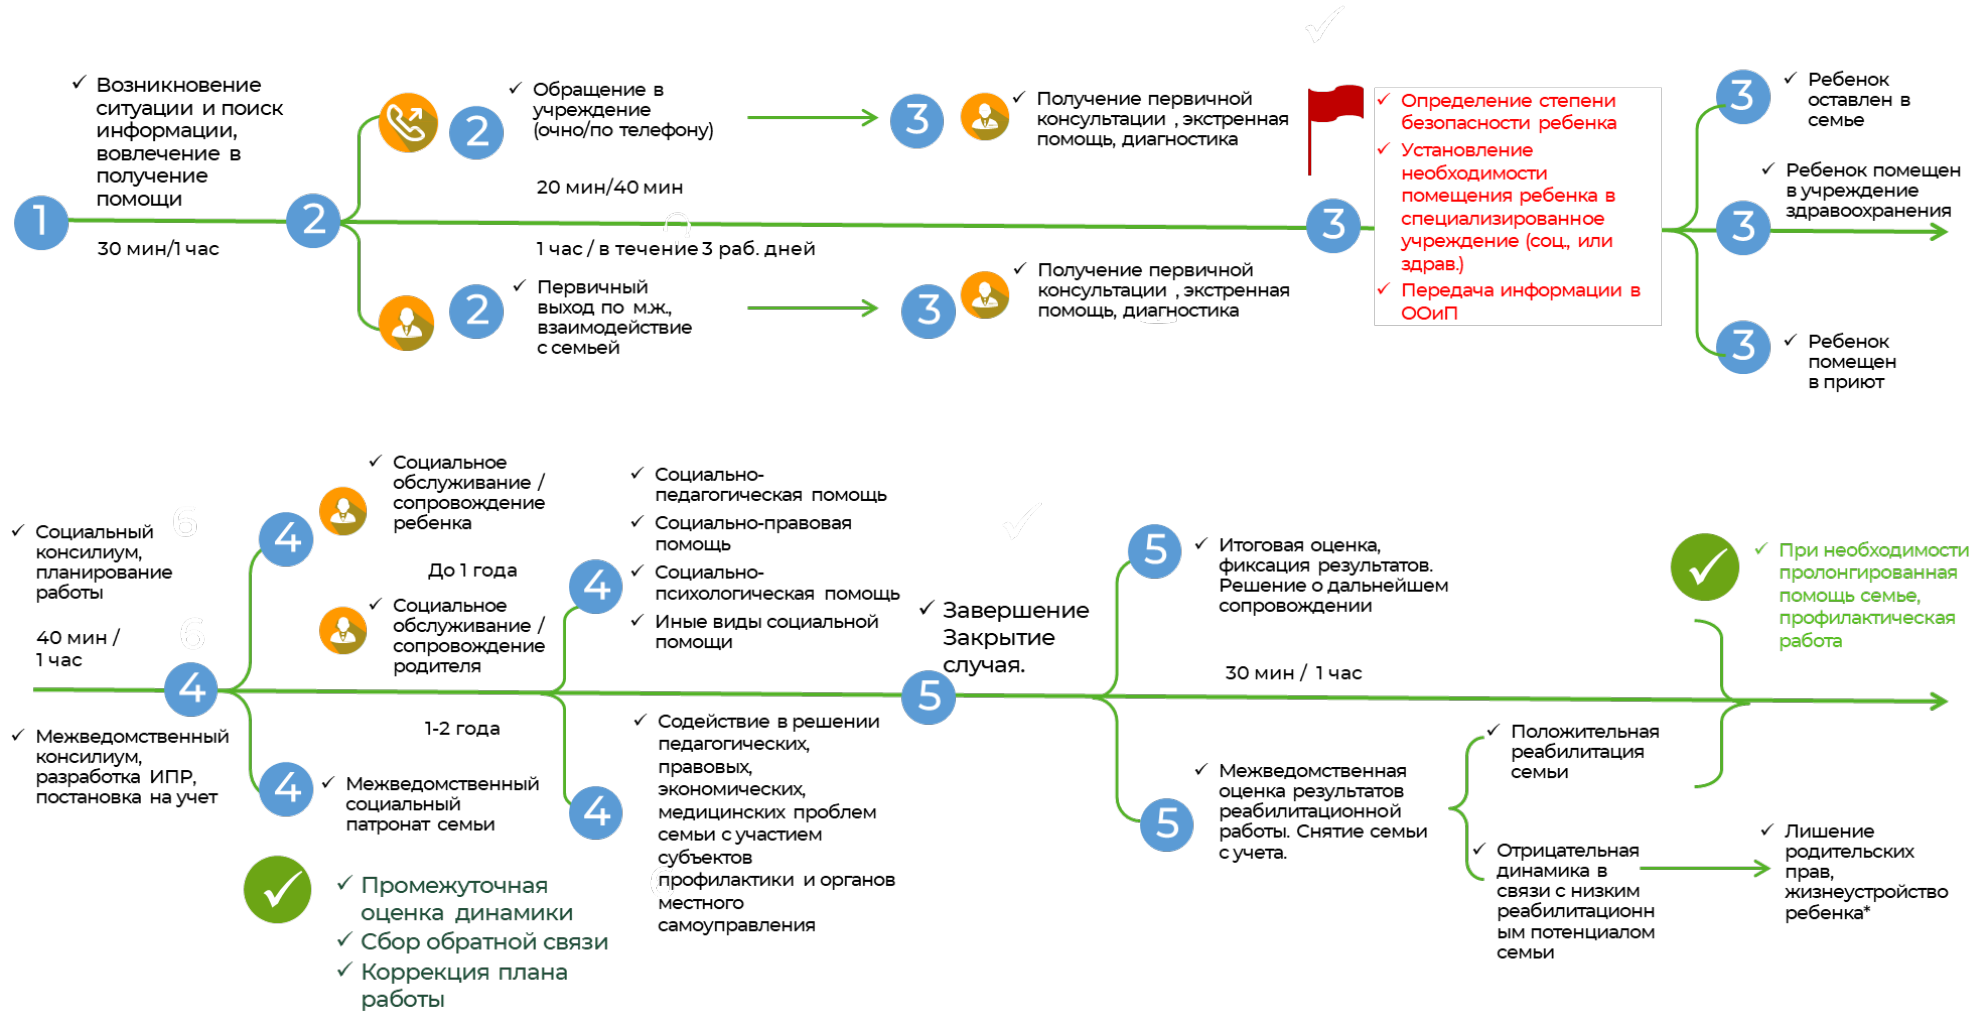 Возникновение
ситуации и поиск
информации,
вовлечение в
получение
помощи
1
30 мин/1 час
2
2
Обращение в
учреждение
(очно/по телефону)
20 мин/40 мин
3
Получение первичной
консультации , экстренная
помощь, диагностика
1 час / в течение 3 раб. дней
2
Первичный
выход по м.ж.,
взаимодействие
с семьей
3
Получение первичной
консультации , экстренная
помощь, диагностика
3
Определение степени
безопасности ребенка
Установление
необходимости
помещения ребенка в
специализированное
учреждение (соц., или
здрав.)
Передача информации в
ООиП
3
Ребенок
оставлен в
семье
3
Ребенок помещен
в учреждение
здравоохранения
3
Ребенок
помещен
в приют
Социальный
консилиум,
планирование
работы
6
40 мин /
1 час
6
4
Межведомственный
консилиум,
разработка ИПР,
постановка на учет
4
Социальное
обслуживание /
сопровождение
ребенка
До 1 года
Социальное
обслуживание /
сопровождение
родителя
1-2 года
4
Межведомственный
социальный
патронат семьи
Промежуточная
оценка динамики
Сбор обратной связи
Коррекция плана
работы
4
Социально-
педагогическая помощь
Социально-правовая
помощь
Социально-
психологическая помощь
Иные виды социальной
помощи
4
Содействие в решении
педагогических,
правовых,
экономических,
медицинских проблем
семьи с участием
субъектов
профилактики и органов
местного
самоуправления
5
Завершение
Закрытие
случая.
5
Итоговая оценка,
фиксация результатов.
Решение о дальнейшем
сопровождении
30 мин / 1 час
5
Межведомственная
оценка результатов
реабилитационной
работы. Снятие семьи
с учета.
Положительная
реабилитация
семьи
Отрицательная
динамика в
связи с низким
реабилитационн
ым потенциалом
семьи
Лишение
родительских
прав,
жизнеустройство
ребенка*
При необходимости
пролонгированная
помощь семье,
профилактическая
работа